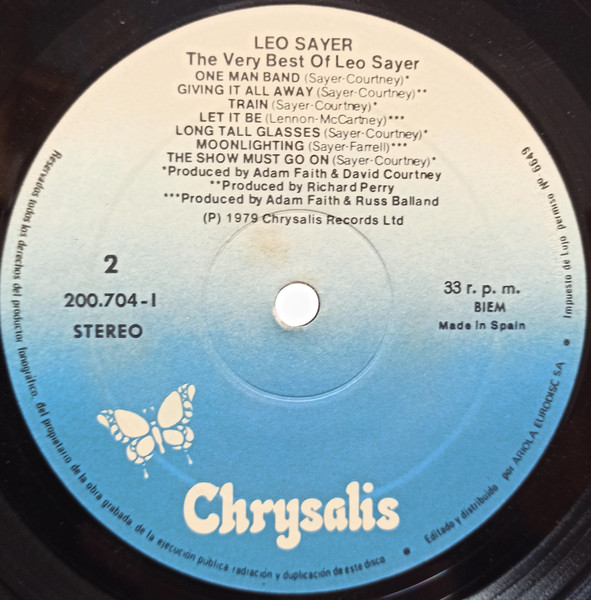 LEO SAYER
The Very Best Of Leo Sayer
ONE MAN BAND (Sayer-Courtney)*
GIVING IT ALL AWAY (Sayer-Courtney)**
TRAIN (Sayer-Courtney)*
LET IT BE (Lennon-McCartney)***
LONG TALL GLASSES (Sayer-Courtney)*
MOONLIGHTING (Sayer-Farrell)***
THE SHOW MUST GO ON (Sayer-Courtney)*
*Produced by Adam Faith & David Courtney
**Produced by Richard Perry
***Produced by Adam Faith & Russ Balland
(P) 1979 Chrysalis Records Ltd
2
200.704-I
STEREO
33 r. p. m.
BIEM
Made in Spain
Chrysalis
Reservados todos los derechos del productor fonográfico, del propietario de la obra grabada, de la ejecución pública radiación y duplicación de este disco
Editado y distribuido por ARIOLA EURODISC S.A
Impuesto de Lujo permiso No 6649